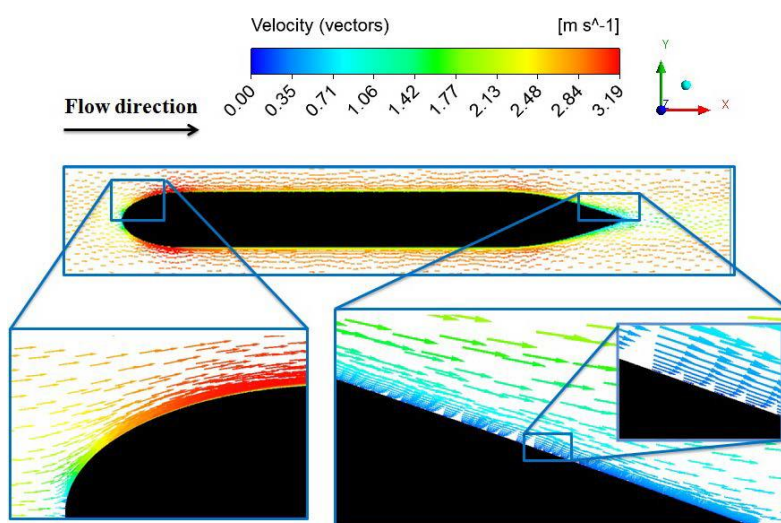 Velocity (vectors) [m s^-1]
0.00 0.35 0.71 1.06 1.42 1.77 2.13 2.48 2.84 3.19
Y
X
Z
Flow direction